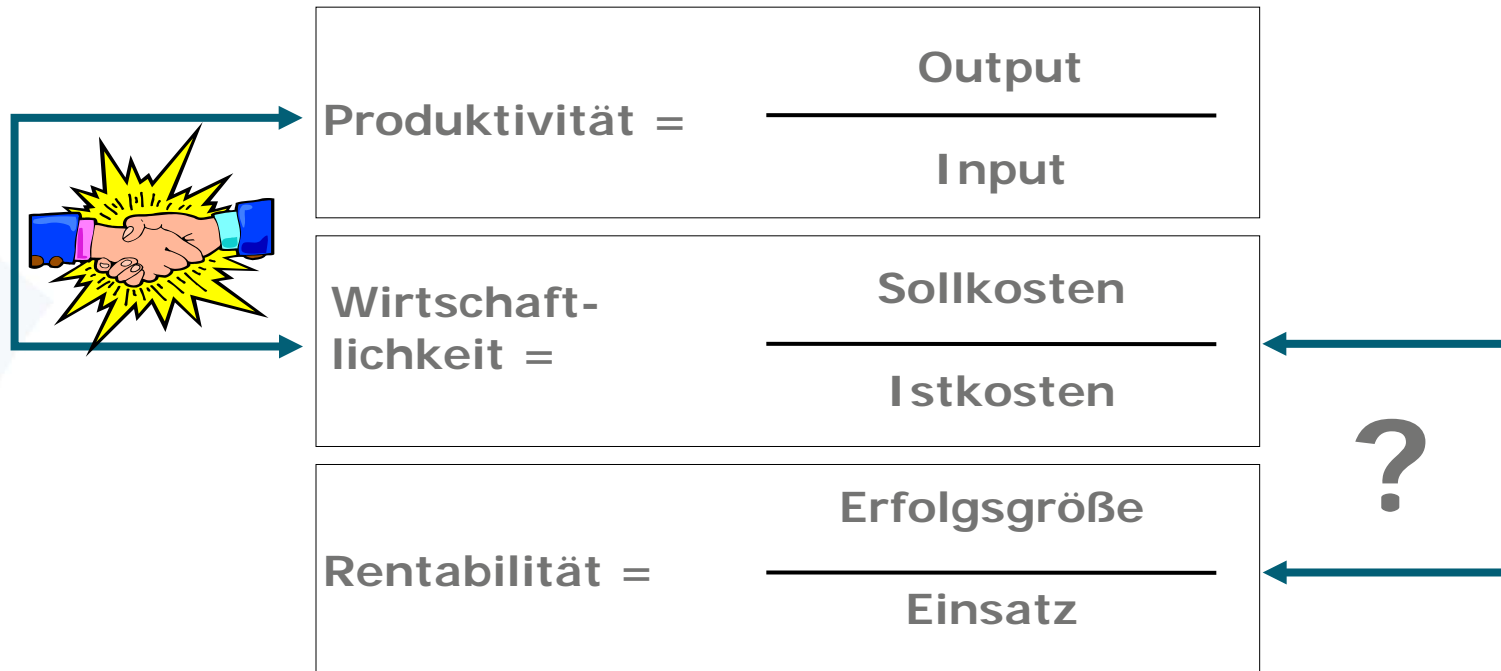 Output
Produktivität =
Input
Wirtschaft-
lichkeit =
Sollkosten
Istkosten
?
Erfolgsgröße
Rentabilität =
Einsatz